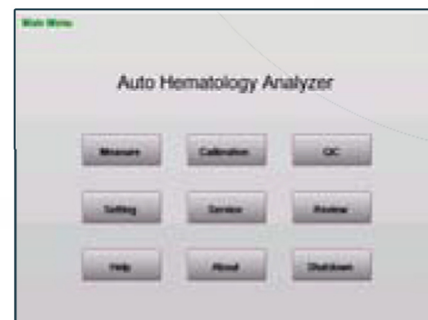 Main Menu
Auto Hematology Analyzer
Measure Calibration QC
Setting Service Review
Help About Shutdown